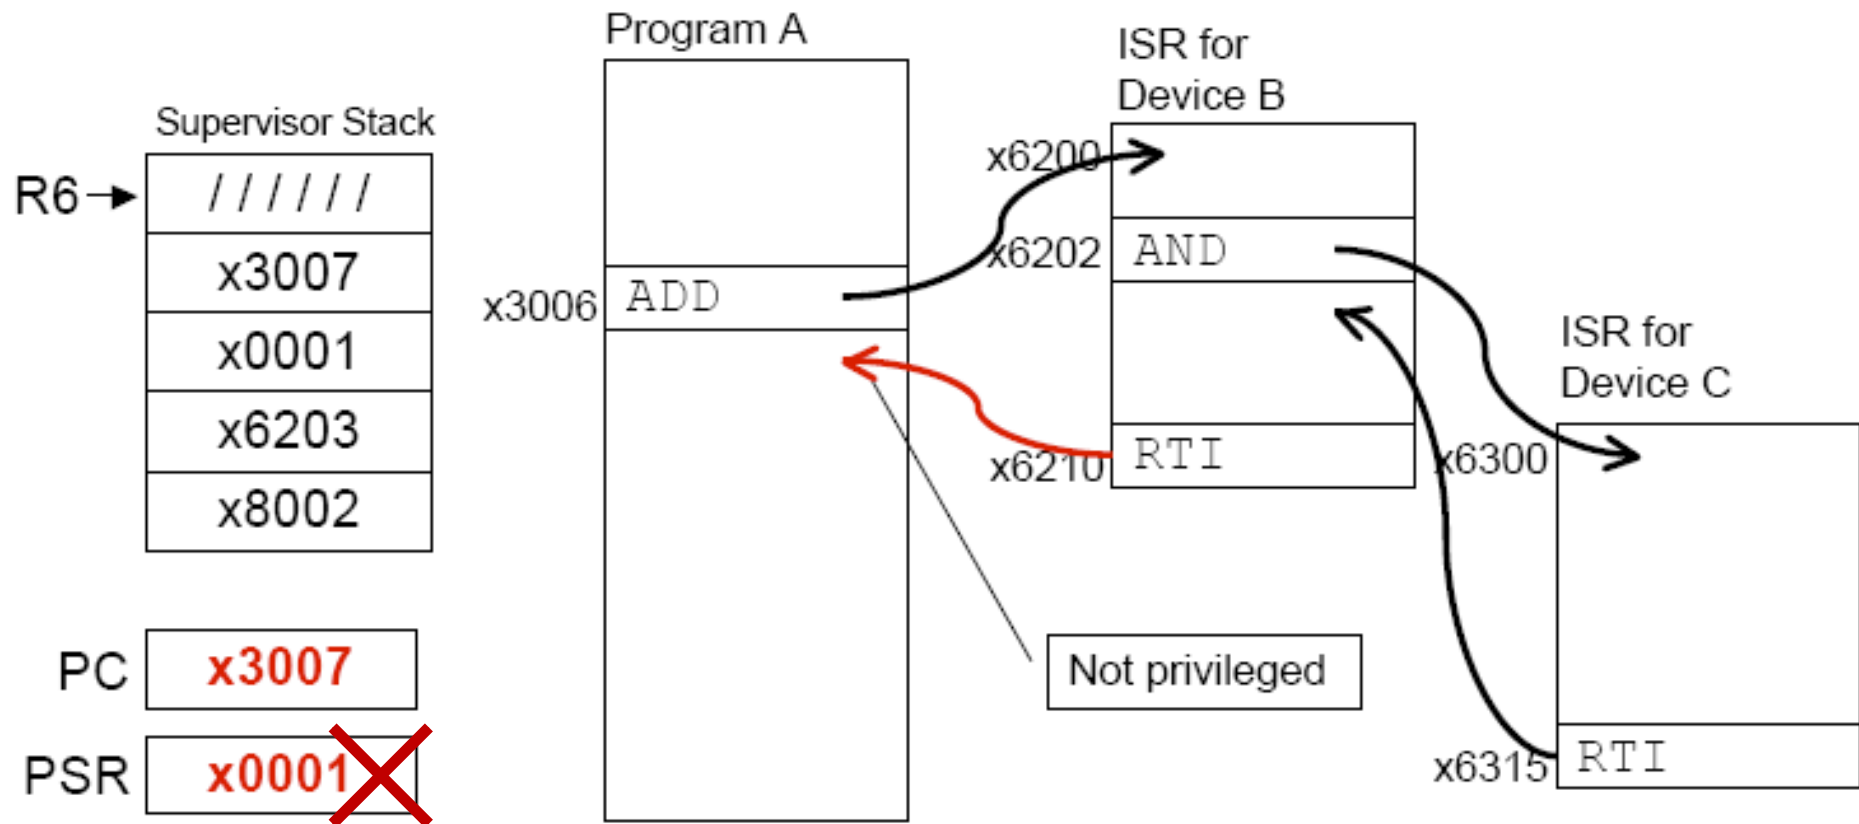 Program A
ISR for
Device B
Supervisor Stack
R6
//////
x3007
x0001
x6203
x8002
PC
x3007
PSR
x0001
x3006
ADD
x6200
x6202
AND
x6210
RTI
Not privileged
ISR for
Device C
x6300
x6315
RTI